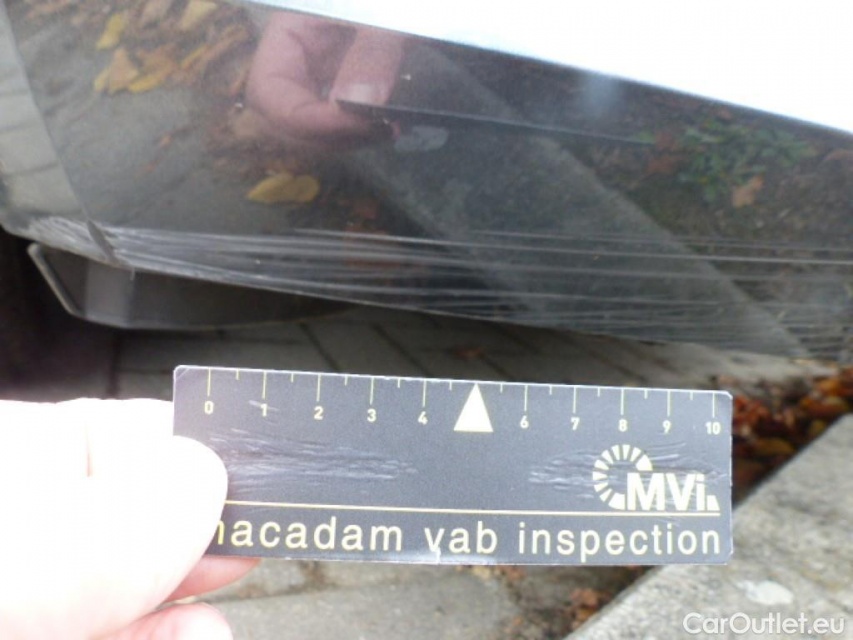 0 1 2 3 4 6 7 8 9 10
MVi
macadam vab inspection
CarOutlet.eu